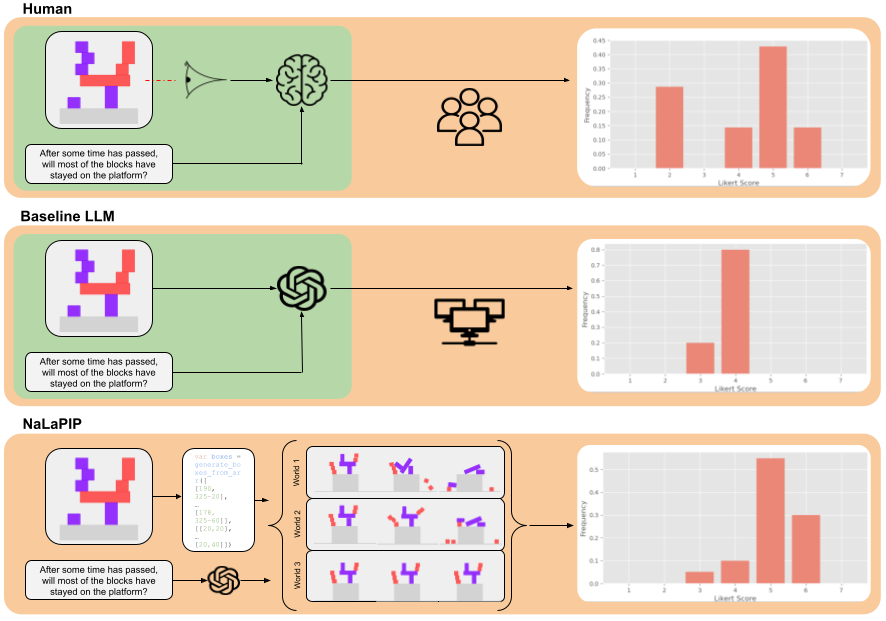 Human
After some time has passed,
will most of the blocks have
stayed on the platform?
Frequency
0.45
0.40
0.35
0.30
0.25
0.20
0.15
0.10
0.05
0.00
1 2 3 4 5 6 7
Likert Score
Baseline LLM
After some time has passed,
will most of the blocks have
stayed on the platform?
Frequency
0.8
0.7
0.6
0.5
0.4
0.3
0.2
0.1
0.0
1 2 3 4 5 6 7
Likert Score
NaLaPIP
var boxes =
generate_bo
xes_from_ar
r([
[190,
325-20],
…
[178,
325-60]],
[[20,20],
…
[20,40]])
After some time has passed,
will most of the blocks have
stayed on the platform?
World 1
World 2
World 3
Frequency
0.5
0.4
0.3
0.2
0.1
0.0
1 2 3 4 5 6 7
Likert Score